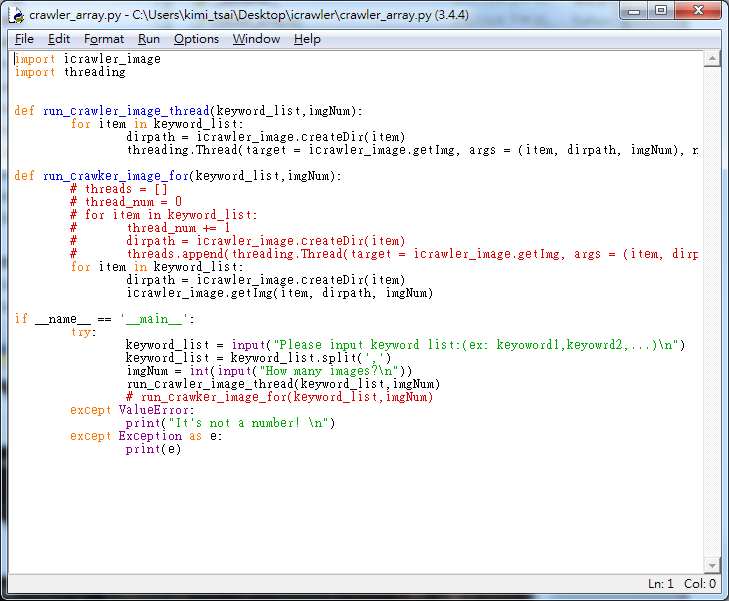 crawler_array.py - C:\Users\kimi_tsai\Desktop\icrawler\crawler_array.py (3.4.4)
File Edit Format Run Options Window Help
import icrawler_image
import threading
def run_crawler_image_thread(keyword_list,imgNum):
        for item in keyword_list:
                dirpath = icrawler_image.createDir(item)
                threading.Thread(target = icrawler_image.getImg, args = (item, dirpath, imgNum),
def run_crawker_image_for(keyword_list,imgNum):
        # threads = []
        # thread_num = 0
        # for item in keyword_list:
        #       thread_num += 1
        #       dirpath = icrawler_image.createDir(item)
        #       threads.append(threading.Thread(target = icrawler_image.getImg, args = (item, dirp
        for item in keyword_list:
                dirpath = icrawler_image.createDir(item)
                icrawler_image.getImg(item, dirpath, imgNum)
if __name__ == '__main__':
        try:
                keyword_list = input("Please input keyword list:(ex: keyoword1,keyowrd2,...)\n")
                keyword_list = keyword_list.split(',')
                imgNum = int(input("How many images?\n"))
                run_crawler_image_thread(keyword_list,imgNum)
                # run_crawker_image_for(keyword_list,imgNum)
        except ValueError:
                print("It's not a number! \n")
        except Exception as e:
                print(e)
Ln: 1 Col: 0